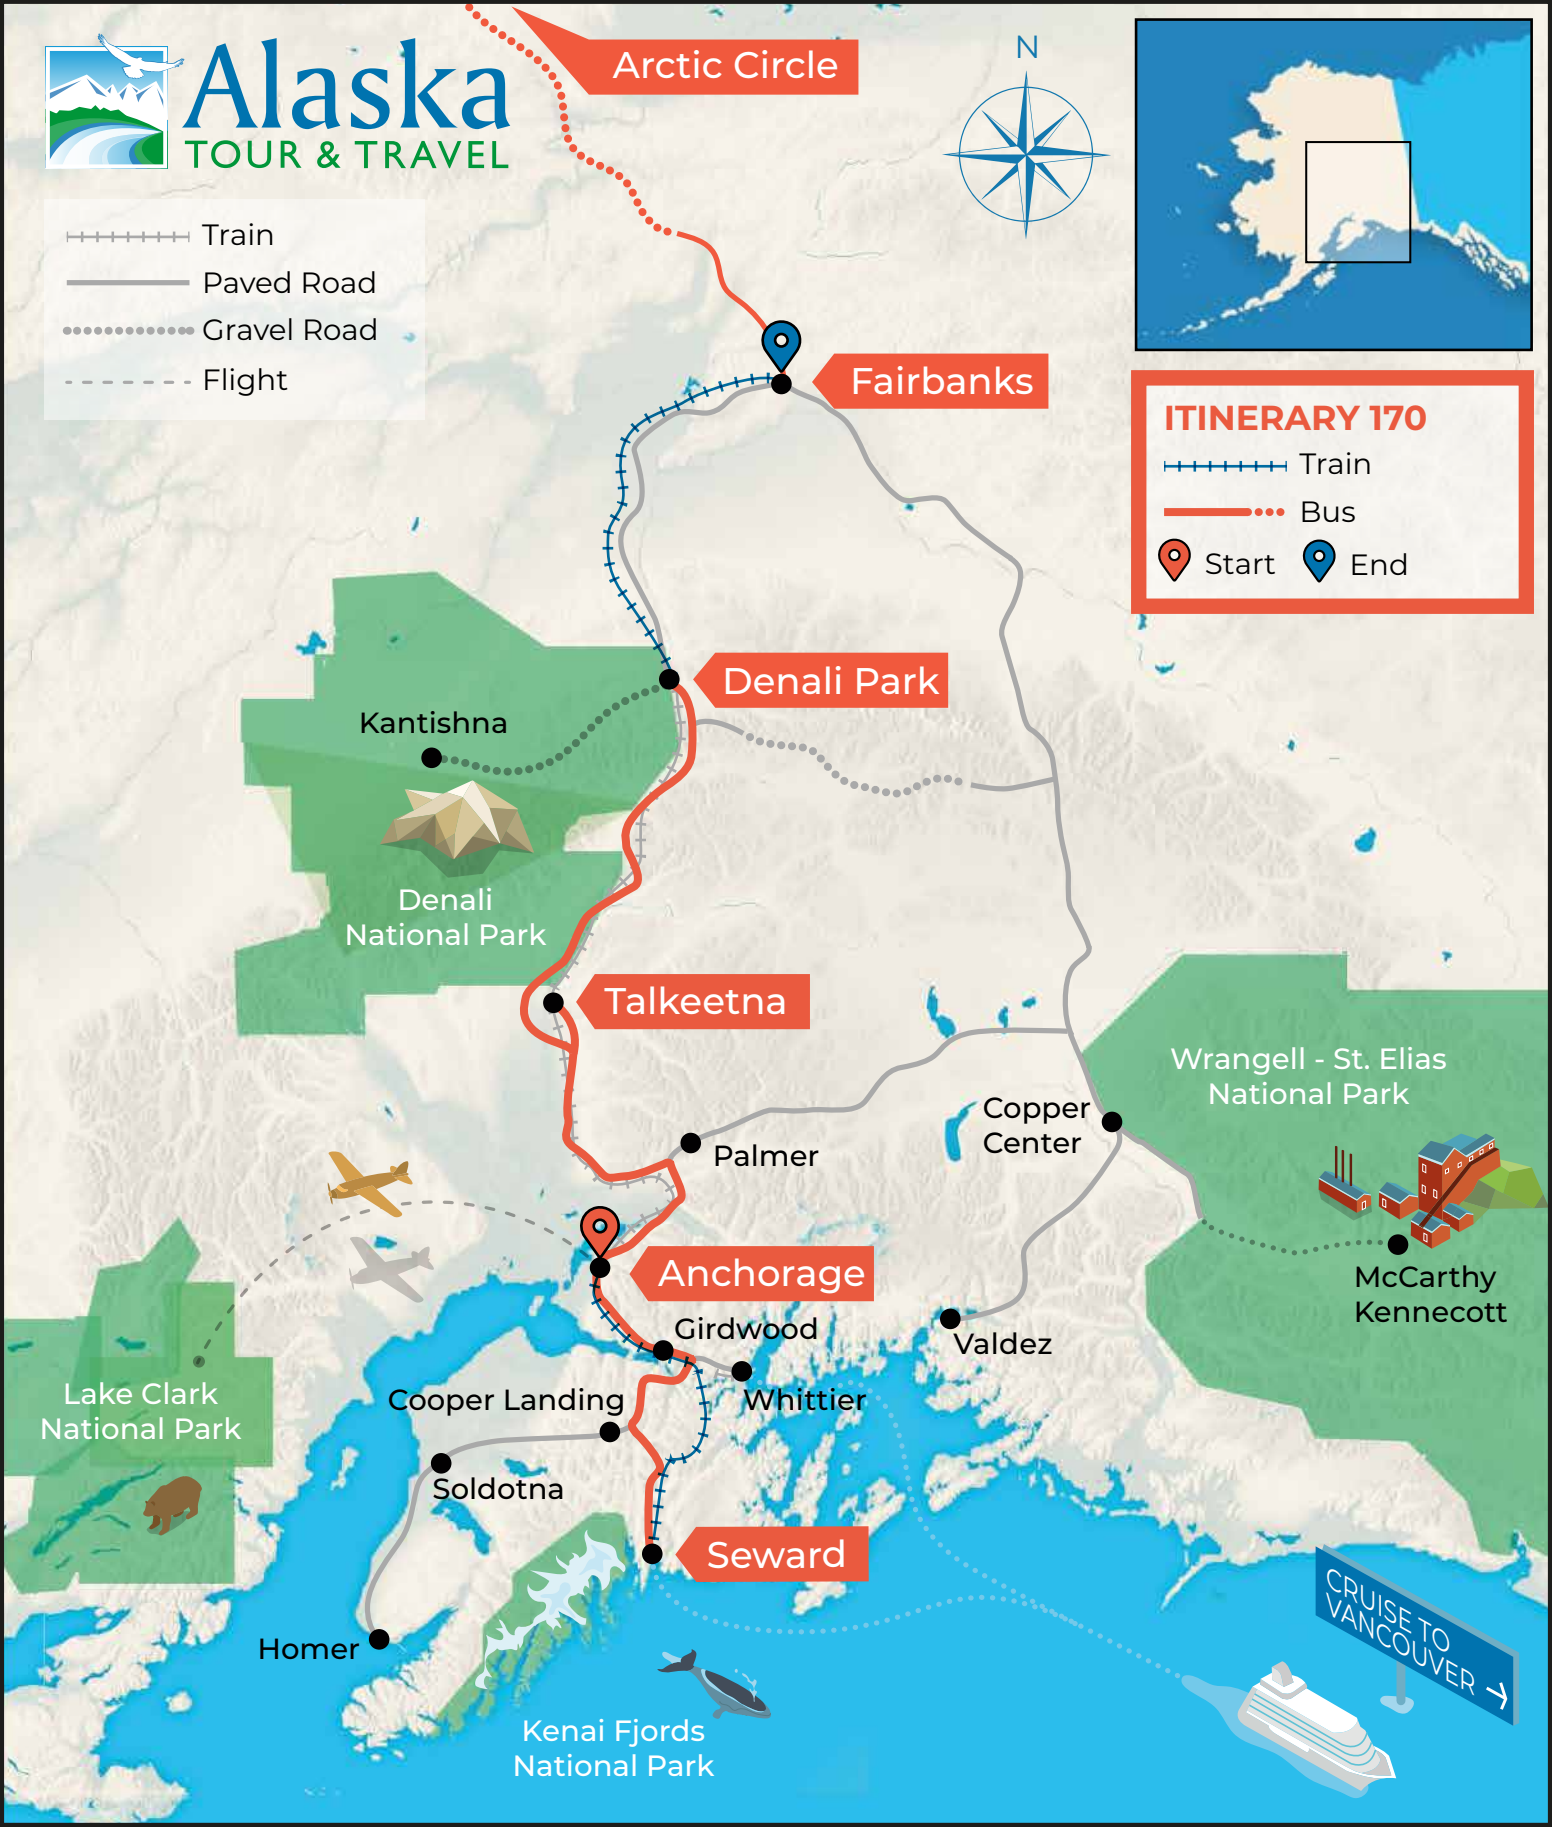 Alaska
TOUR & TRAVEL
Train
Paved Road
Gravel Road
Flight
Arctic Circle
N
ITINERARY 170
Train
Bus
Start
End
Fairbanks
Denali Park
Kantishna
Denali
National Park
Talkeetna
Wrangell - St. Elias
National Park
Copper
Center
Palmer
McCarthy
Kennecott
Anchorage
Girdwood
Valdez
Whittier
Cooper Landing
Lake Clark
National Park
Soldotna
Seward
Homer
Kenai Fjords
National Park
CRUISE TO
VANCOUVER